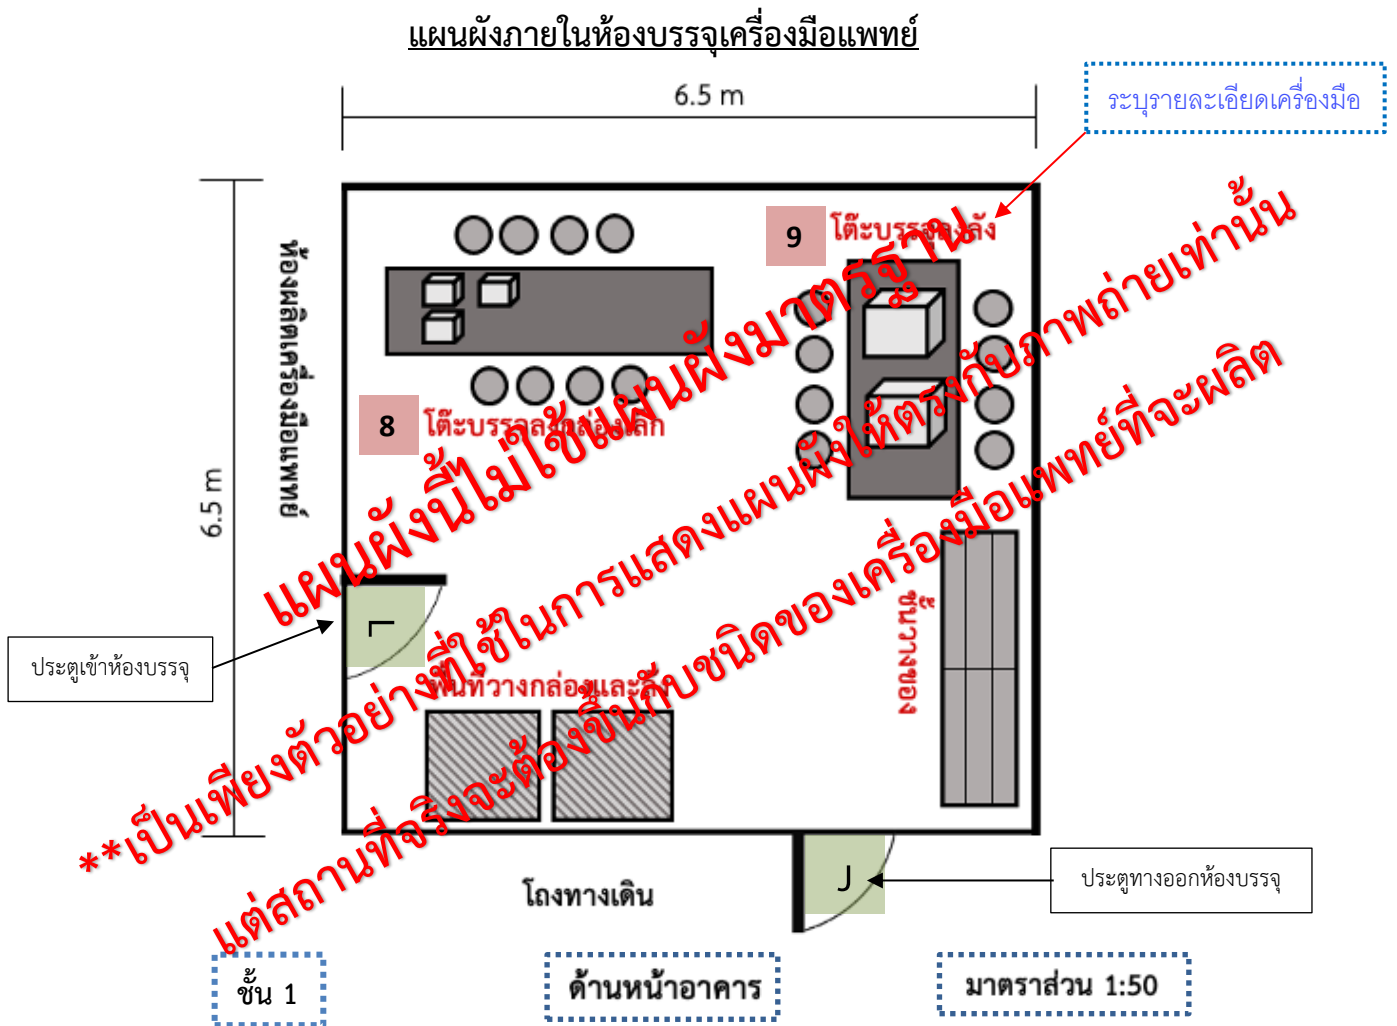 แผนผังภายในห้องบรรจุเครื่องมือแพทย์
6.5 m
ระบุรายละเอียดเครื่องมือ
9 โต๊ะบรรจุลงลัง
ห้องผลิตเครื่องมือแพทย์
6.5 m
8 โต๊ะบรรจุลงกล่องเล็ก
แผนผังนี้ไม่ใช้แผนผังมาตรฐาน
**เป็นเพียงตัวอย่างที่ใช้ในการแสดงแผนผังให้ตรงกับภาพถ่ายเท่านั้น
แต่สถานที่จริงจะต้องขึ้นกับชนิดของเครื่องมือแพทย์ที่จะผลิต
L
ประตูเข้าห้องบรรจุ
ชั้นวางของ
พื้นที่วางกล่องและลัง
J
ประตูทางออกห้องบรรจุ
โถงทางเดิน
ชั้น 1
ด้านหน้าอาคาร
มาตราส่วน 1:50